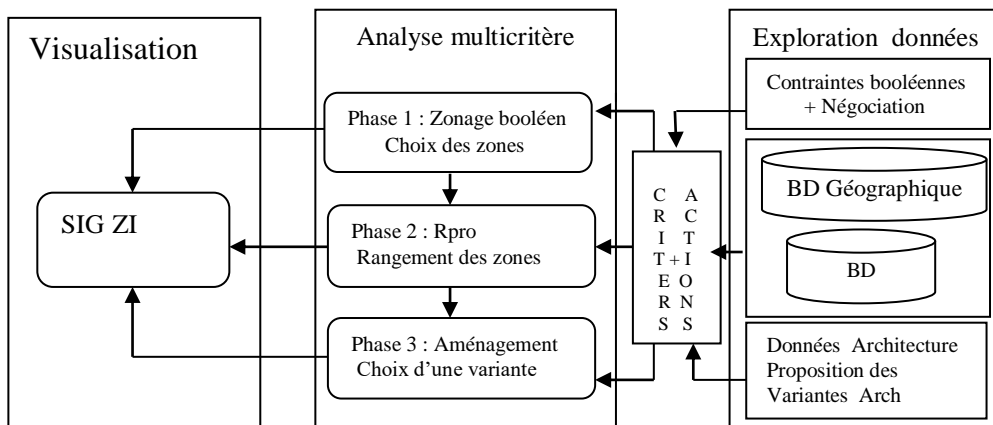 Visualisation
SIG ZI
Analyse multicritère
Phase 1 : Zonage booléen
Choix des zones
Phase 2 : Rpro
Rangement des zones
Phase 3 : Aménagement
Choix d'une variante
CRITERS
+
ACTIONS
Exploration données
Contraintes booléennes
+ Négociation
BD Géographique
BD
Données Architecture
Proposition des
Variantes Arch